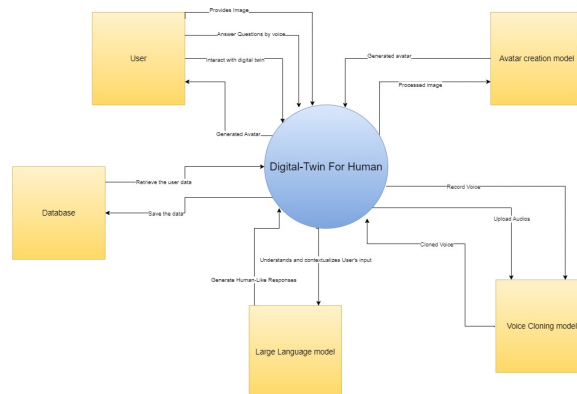 Provides Image
Answer Questions by voice
User
Interact with digital twin
Generated Avatar
Generated avatar
Avatar creation model
Processed image
Digital-Twin For Human
Retrieve the user data
Database
Save the data
Record Voice
Upload Audios
Cloned Voice
Understands and contextualizes User's input
Generate Human-Like Responses
Large Language model
Voice Cloning model